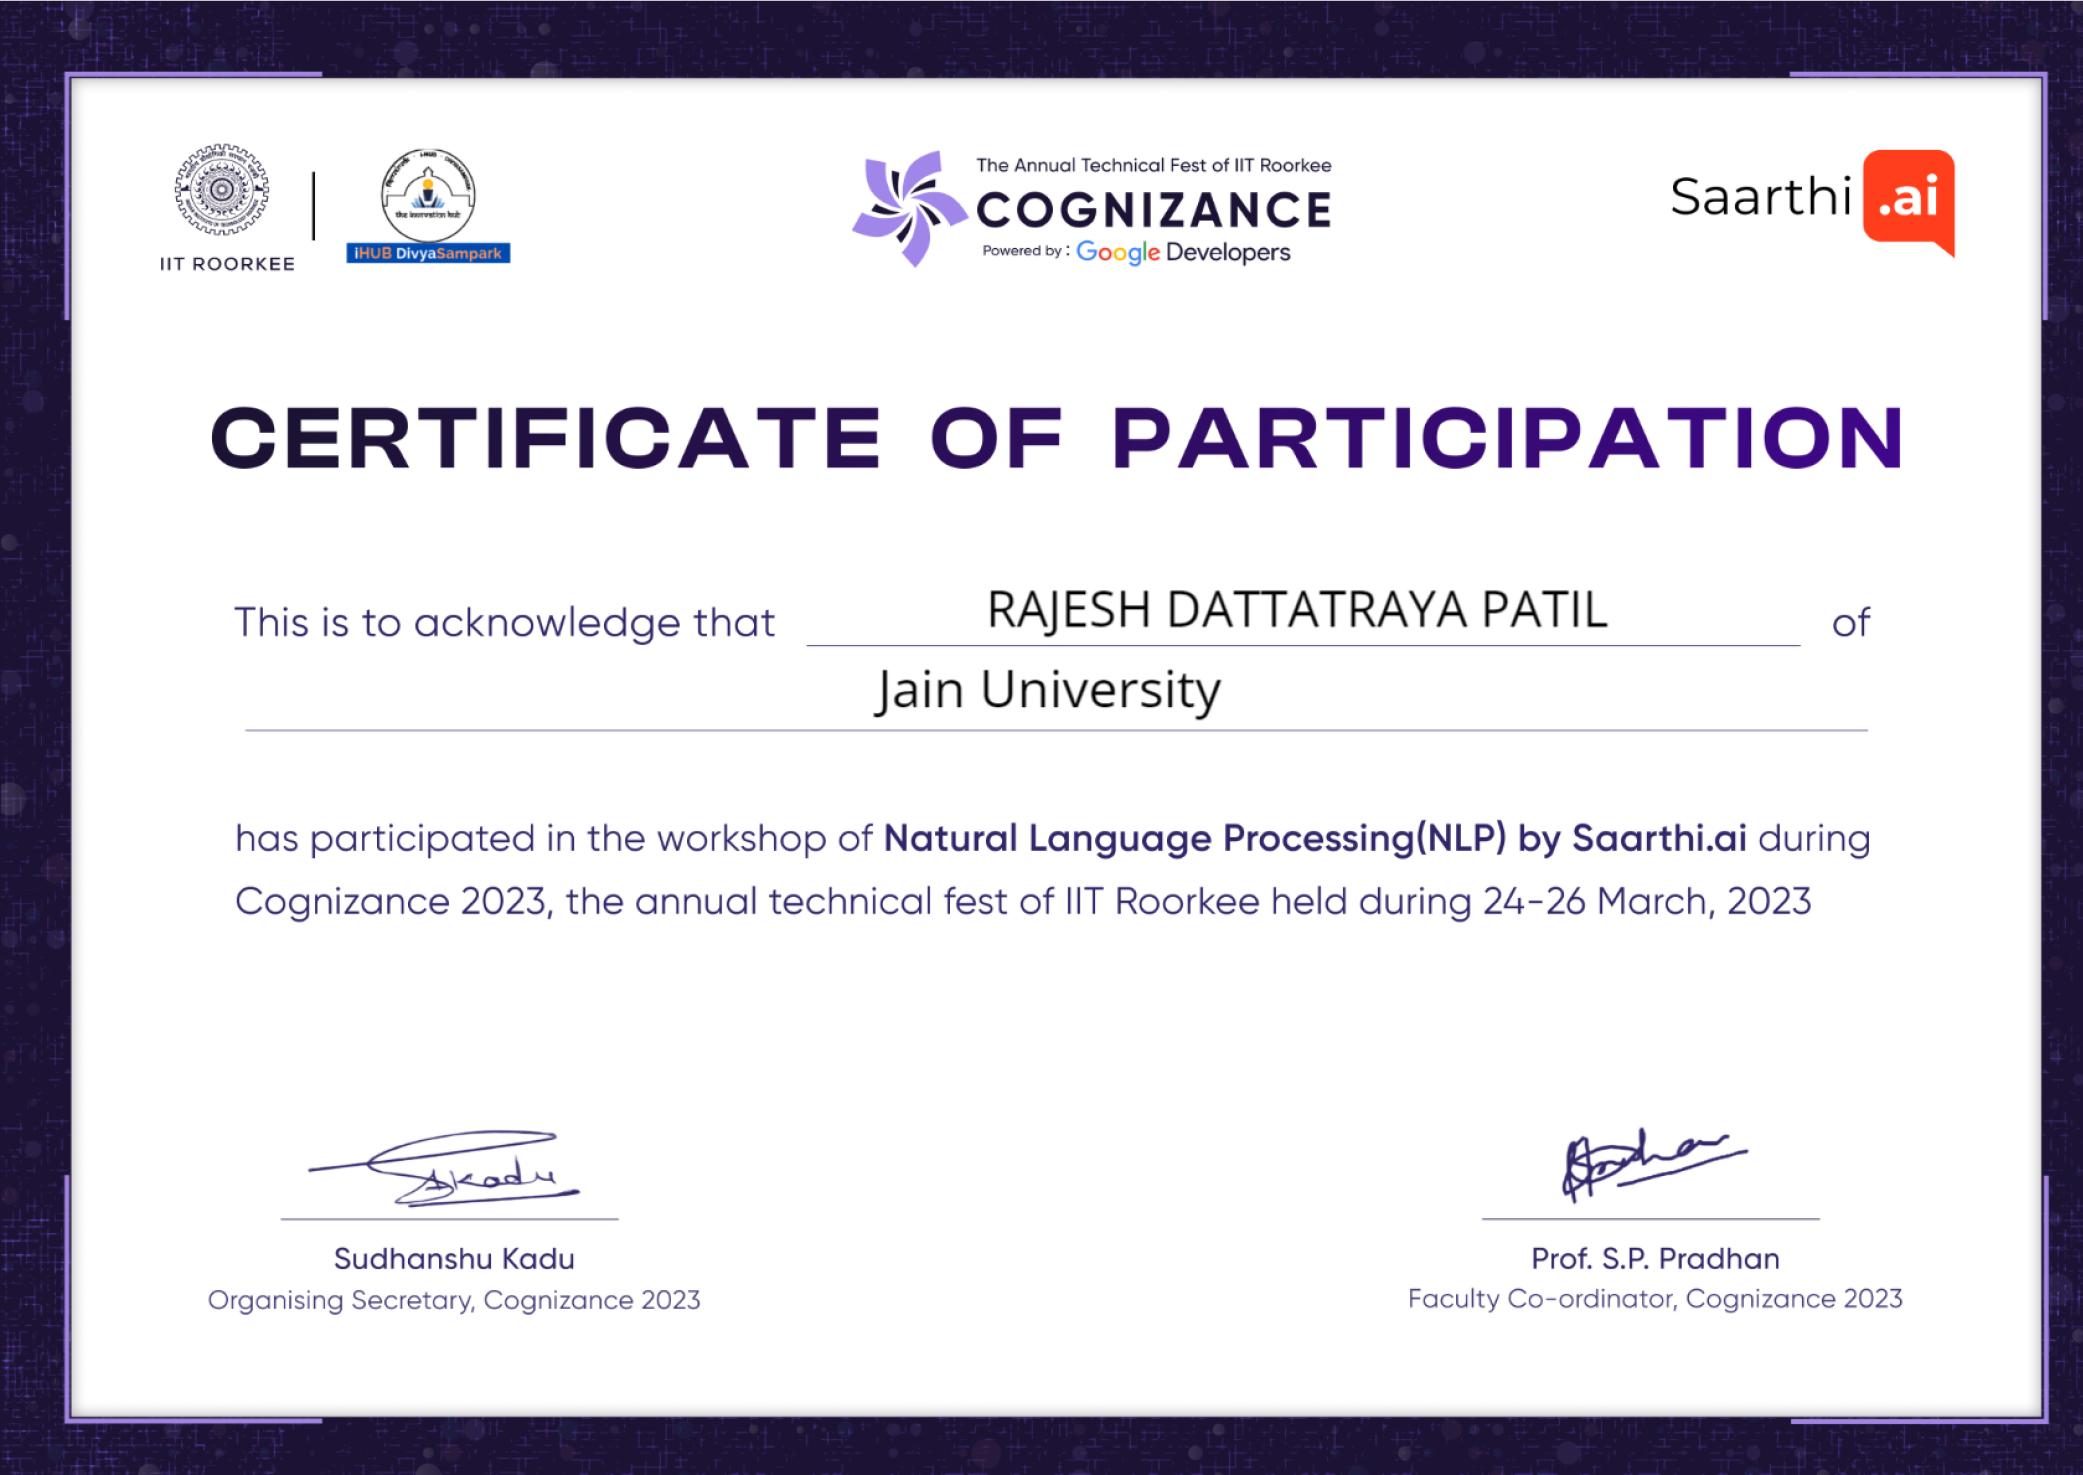 IIT ROORKEE
the innovation hub
iHUB DivyaSampark
The Annual Technical Fest of IIT Roorkee
COGNIZANCE
Powered by : Google Developers
Saarthi .ai
CERTIFICATE OF PARTICIPATION
This is to acknowledge that RAJESH DATTATRAYA PATIL of
Jain University
has participated in the workshop of Natural Language Processing(NLP) by Saarthi.ai during
Cognizance 2023, the annual technical fest of IIT Roorkee held during 24-26 March, 2023
Sudhanshu Kadu
Organising Secretary, Cognizance 2023
Prof. S.P. Pradhan
Faculty Co-ordinator, Cognizance 2023